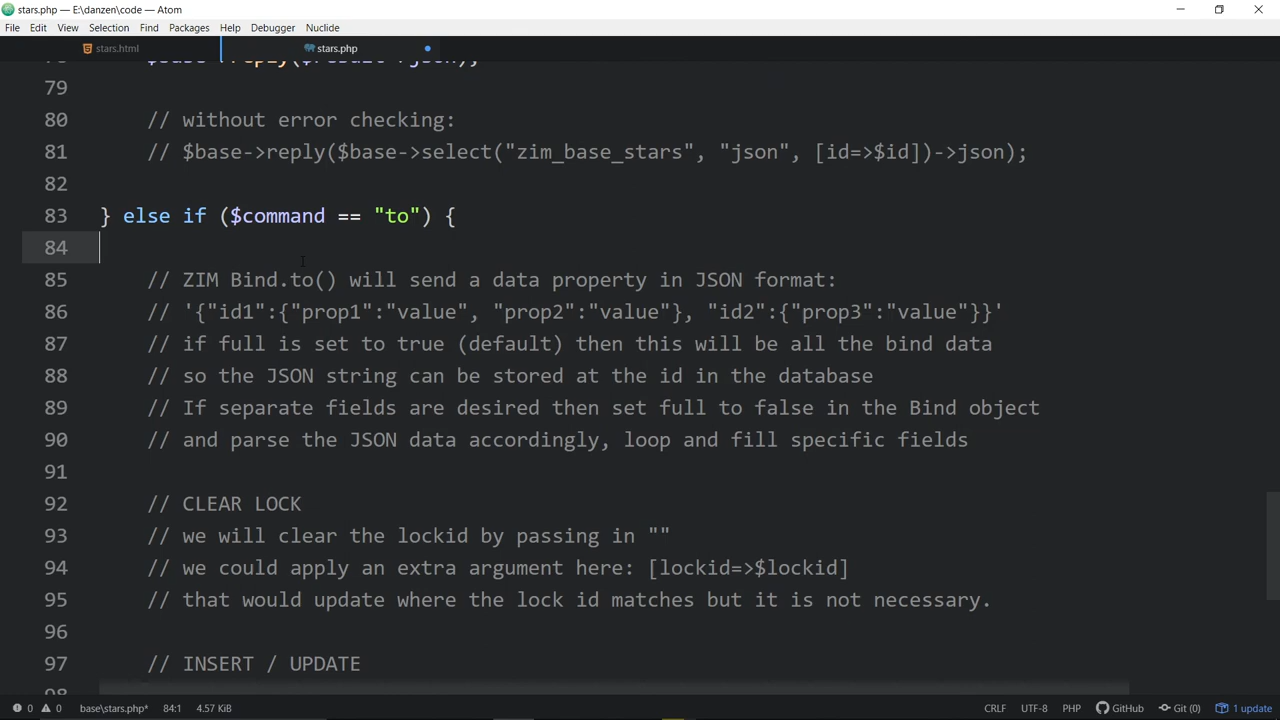 stars.php — E:\danzen\code — Atom
File Edit View Selection Find Packages Help Debugger Nuclide
stars.html stars.php
79
80 // without error checking:
81 // $base->reply($base->select("zim_base_stars", "json", [id=>$id])->json);
82
83 } else if ($command == "to") {
84
85 // ZIM Bind.to() will send a data property in JSON format:
86 // '{"id1":{"prop1":"value", "prop2":"value"}, "id2":{"prop3":"value"}}'
87 // if full is set to true (default) then this will be all the bind data
88 // so the JSON string can be stored at the id in the database
89 // If separate fields are desired then set full to false in the Bind object
90 // and parse the JSON data accordingly, loop and fill specific fields
91
92 // CLEAR LOCK
93 // we will clear the lockid by passing in ""
94 // we could apply an extra argument here: [lockid=>$lockid]
95 // that would update where the lock id matches but it is not necessary.
96
97 // INSERT / UPDATE
0 0 base\stars.php* 84:1 4.57 KiB CRLF UTF-8 PHP GitHub Git (0) 1 update